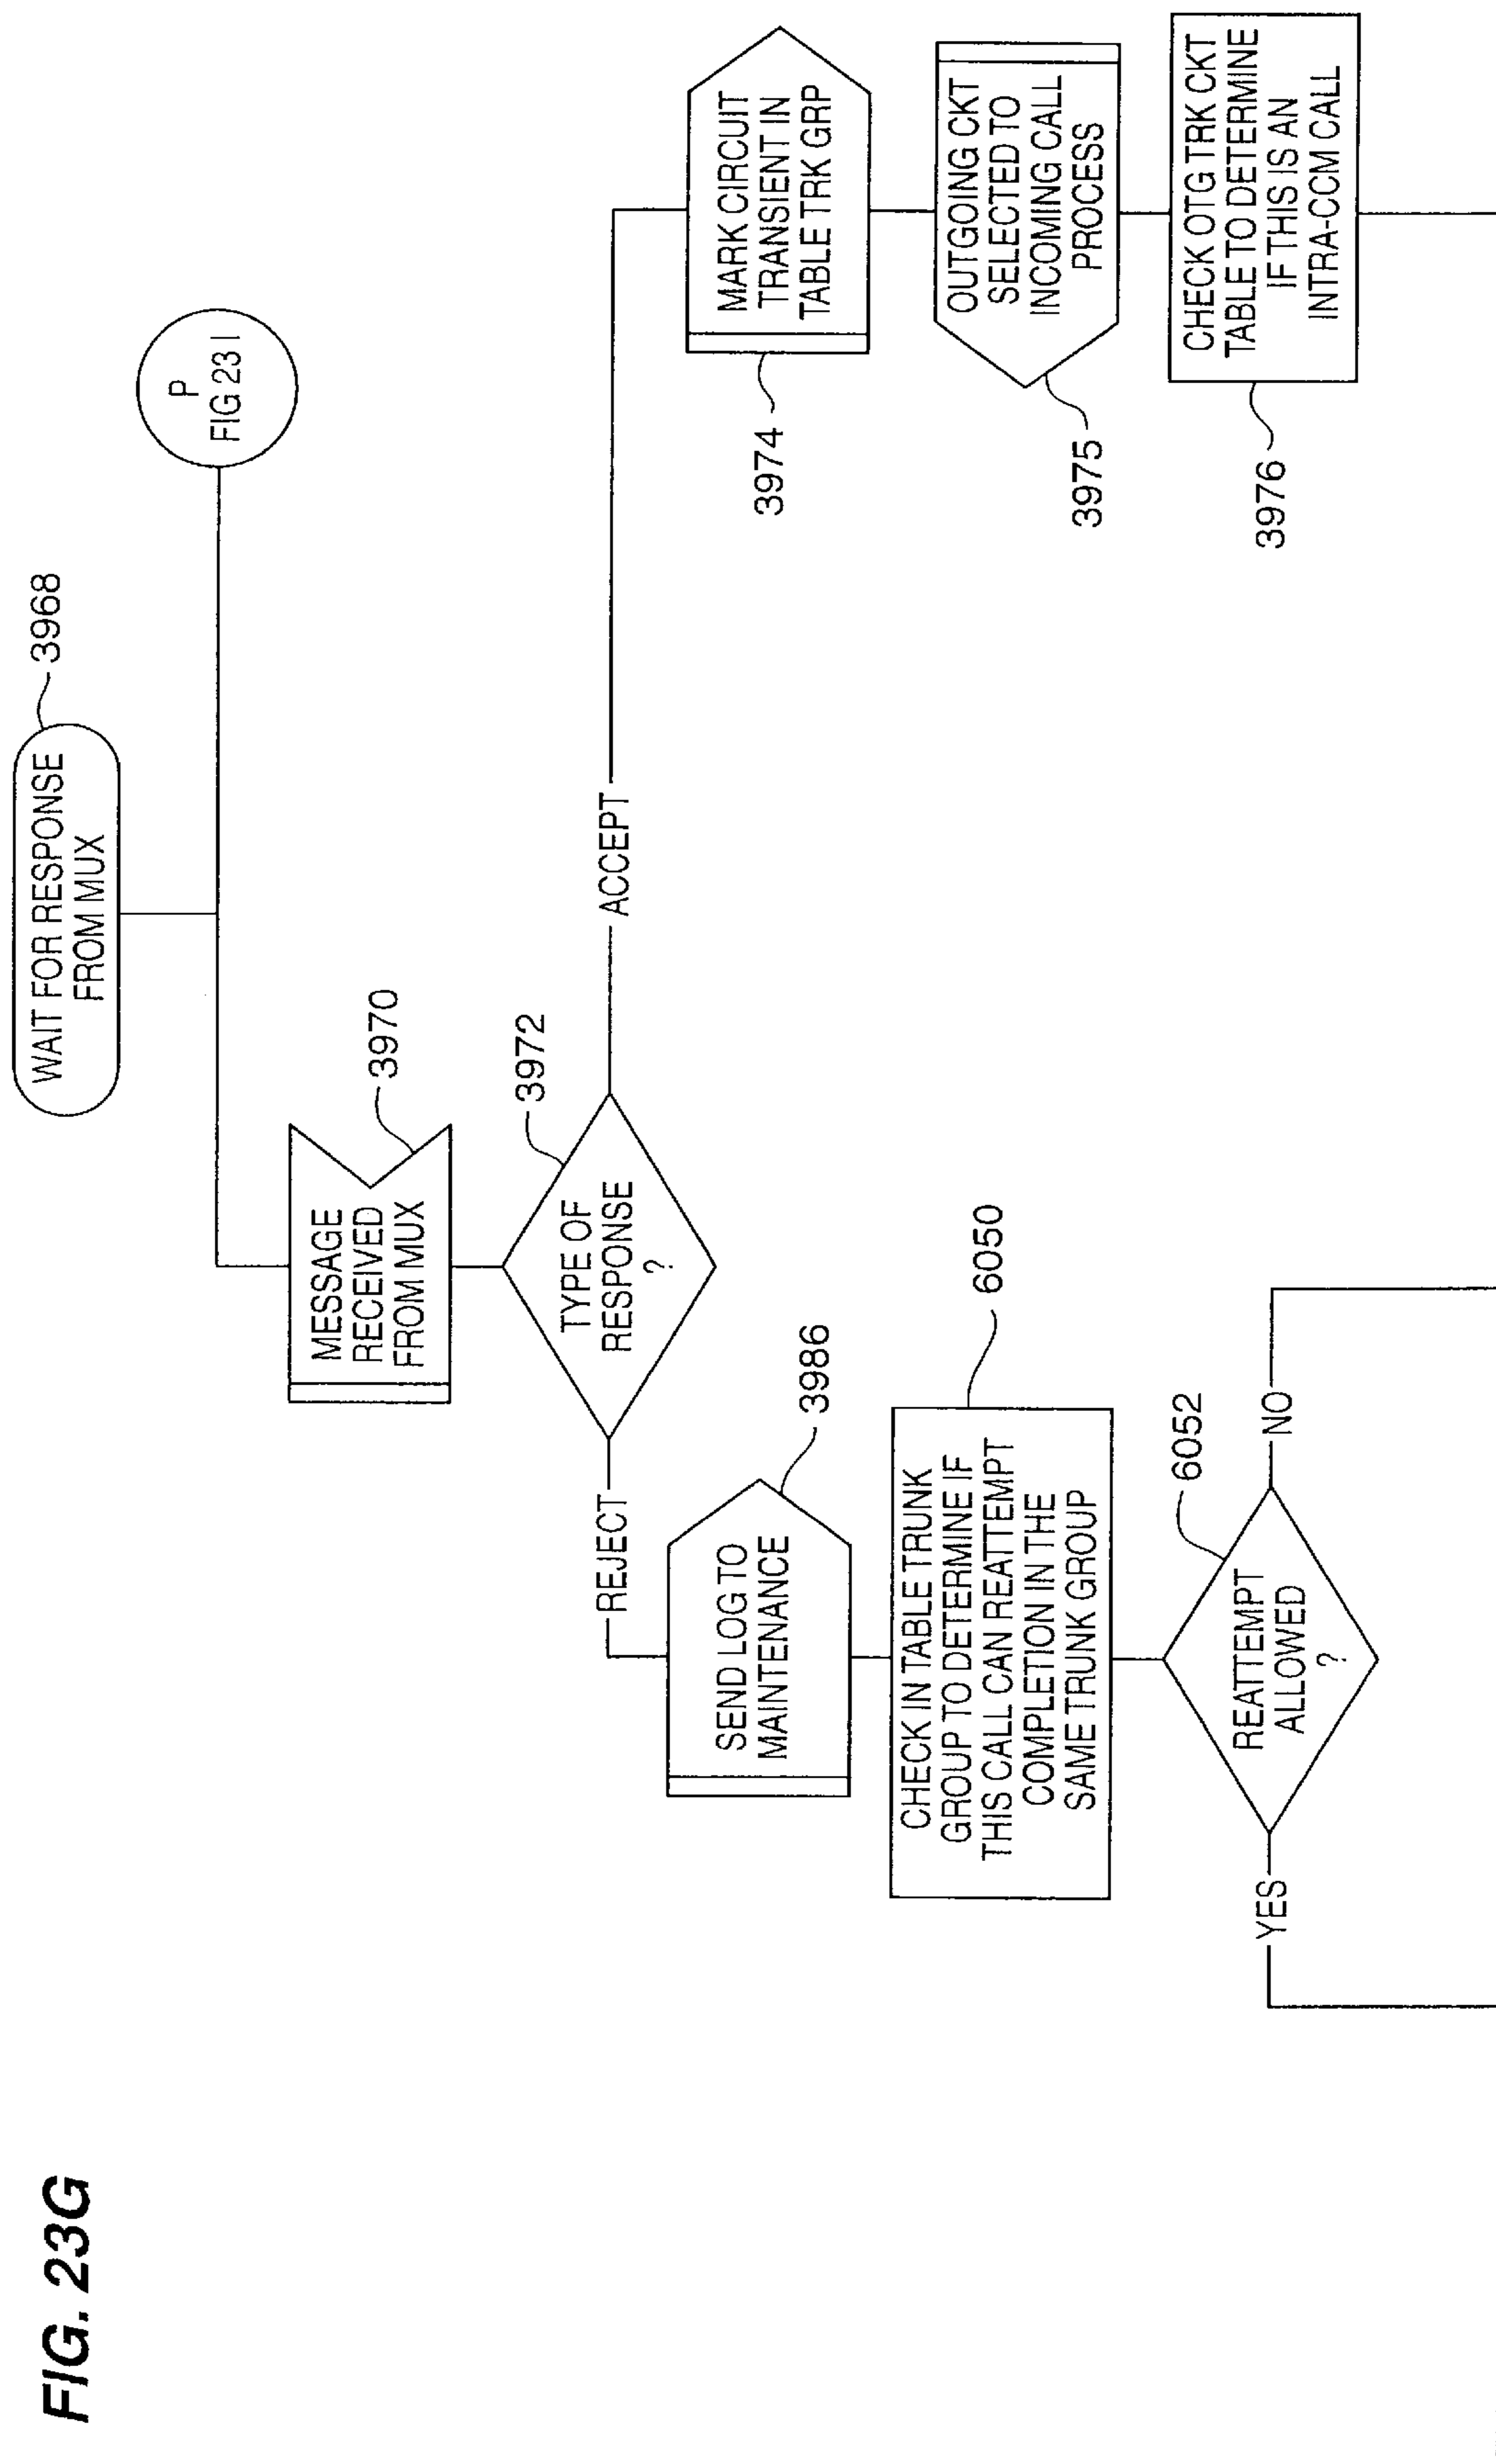 FIG. 23G
WAIT FOR RESPONSE
FROM MUX
3968
P
FIG 23 I
MESSAGE
RECEIVED
FROM MUX
3970
TYPE OF
RESPONSE
?
3972
REJECT
ACCEPT
SEND LOG TO
MAINTENANCE
3986
CHECK IN TABLE TRUNK
GROUP TO DETERMINE IF
THIS CALL CAN REATTEMPT
COMPLETION IN THE
SAME TRUNK GROUP
6050
REATTEMPT
ALLOWED
?
6052
YES
NO
MARK CIRCUIT
TRANSIENT IN
TABLE TRK GRP
3974
OUTGOING CKT
SELECTED TO
INCOMING CALL
PROCESS
3975
CHECK OTG TRK CKT
TABLE TO DETERMINE
IF THIS IS AN
INTRA-CCM CALL
3976